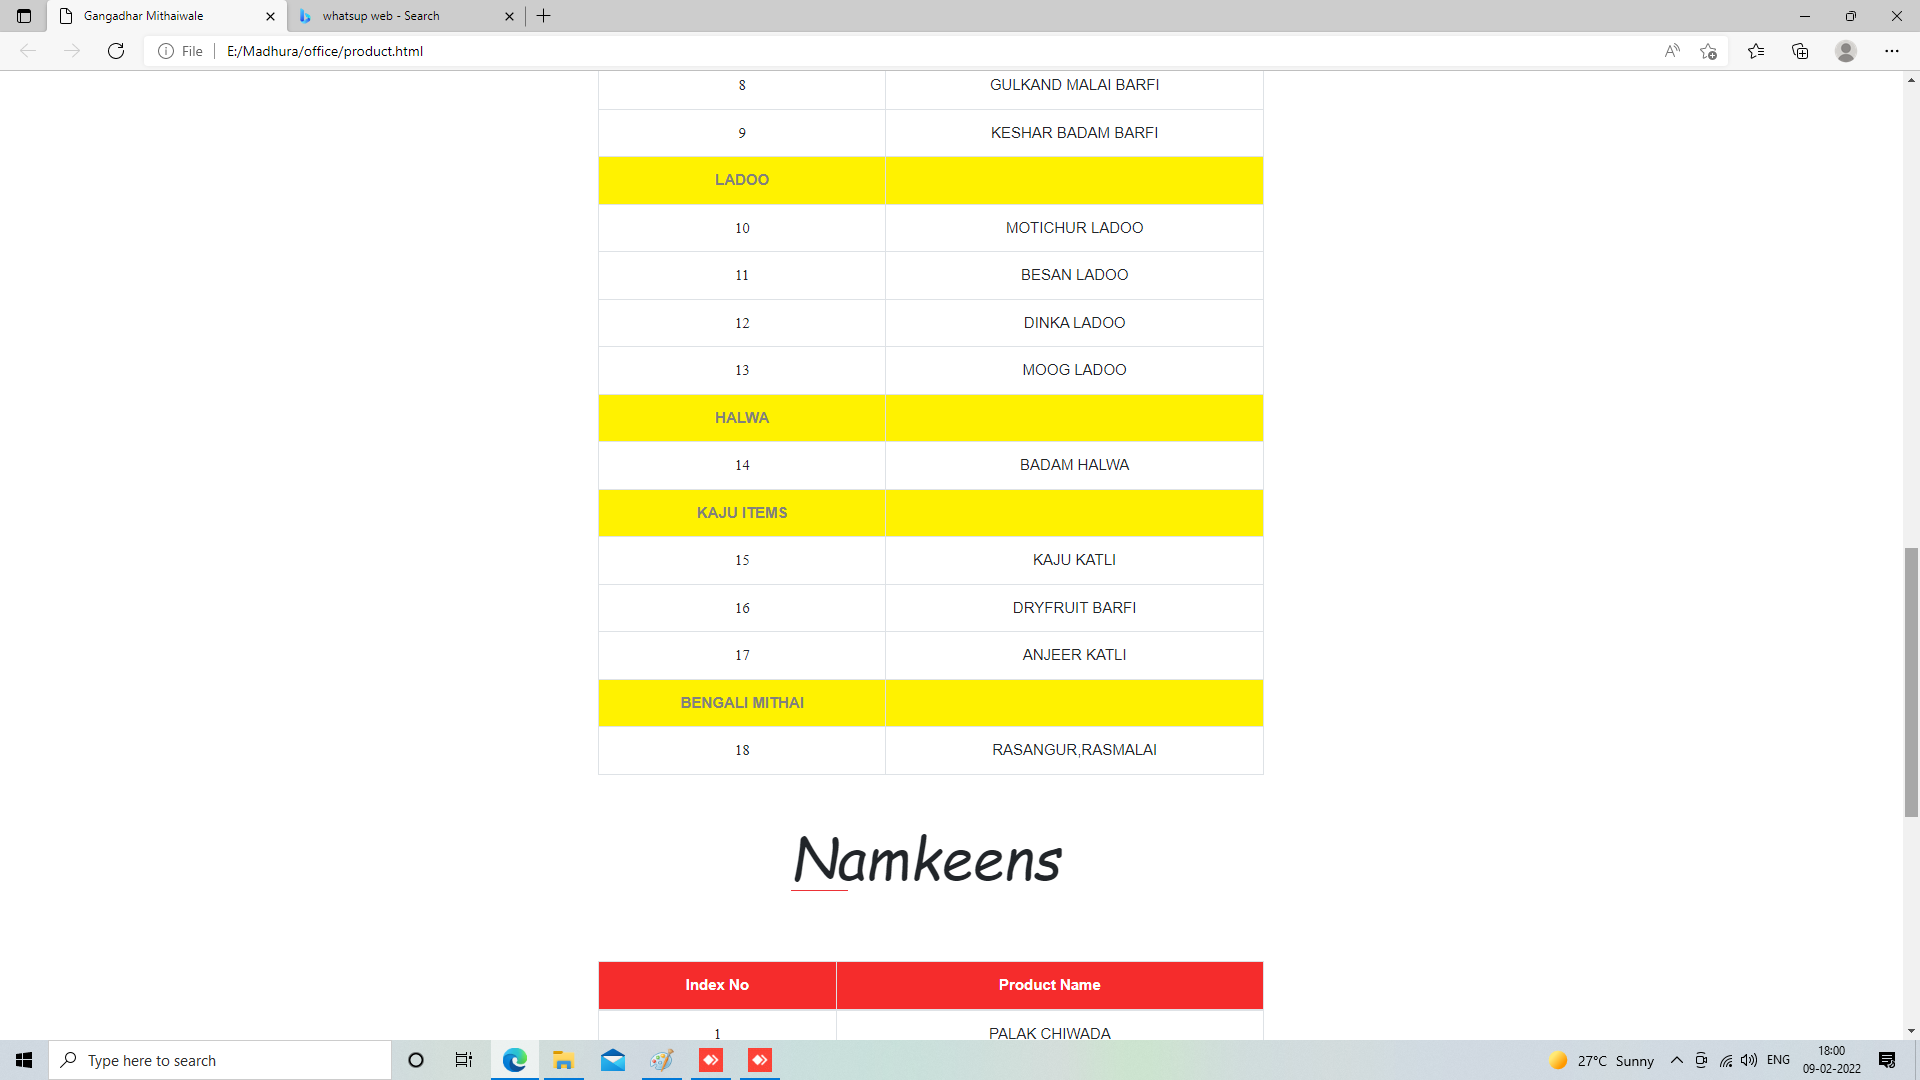 Gangadhar Mithaiwale
whatsup web - Search
File
E:/Madhura/office/product.html
8 GULKAND MALAI BARFI
9 KESHAR BADAM BARFI
LADOO
10 MOTICHUR LADOO
11 BESAN LADOO
12 DINKA LADOO
13 MOOG LADOO
HALWA
14 BADAM HALWA
KAJU ITEMS
15 KAJU KATLI
16 DRYFRUIT BARFI
17 ANJEER KATLI
BENGALI MITHAI
18 RASANGUR,RASMALAI
Namkeens
Index No Product Name
1 PALAK CHIWADA
Type here to search
27°C Sunny
ENG
18:00
09-02-2022